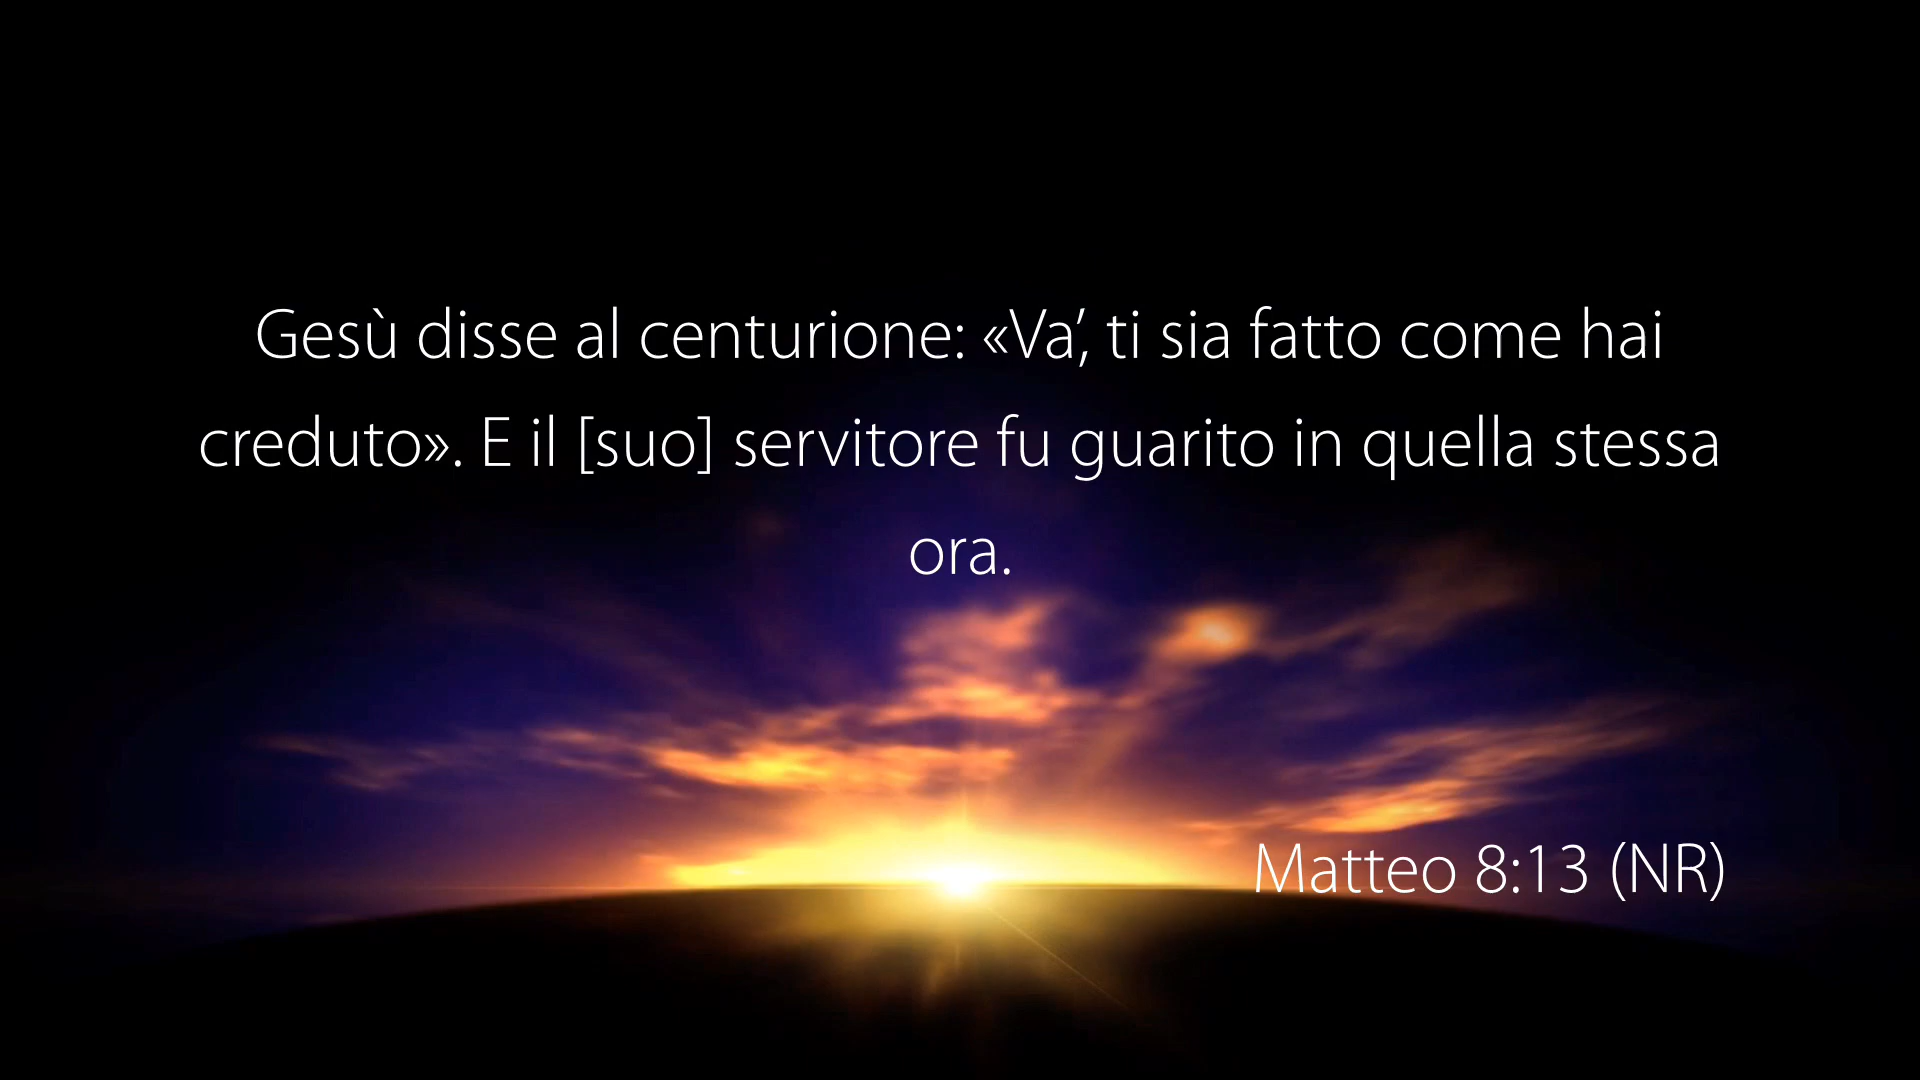 Gesù disse al centurione: «Va’, ti sia fatto come hai
creduto». E il [suo] servitore fu guarito in quella stessa
ora.
Matteo 8:13 (NR)